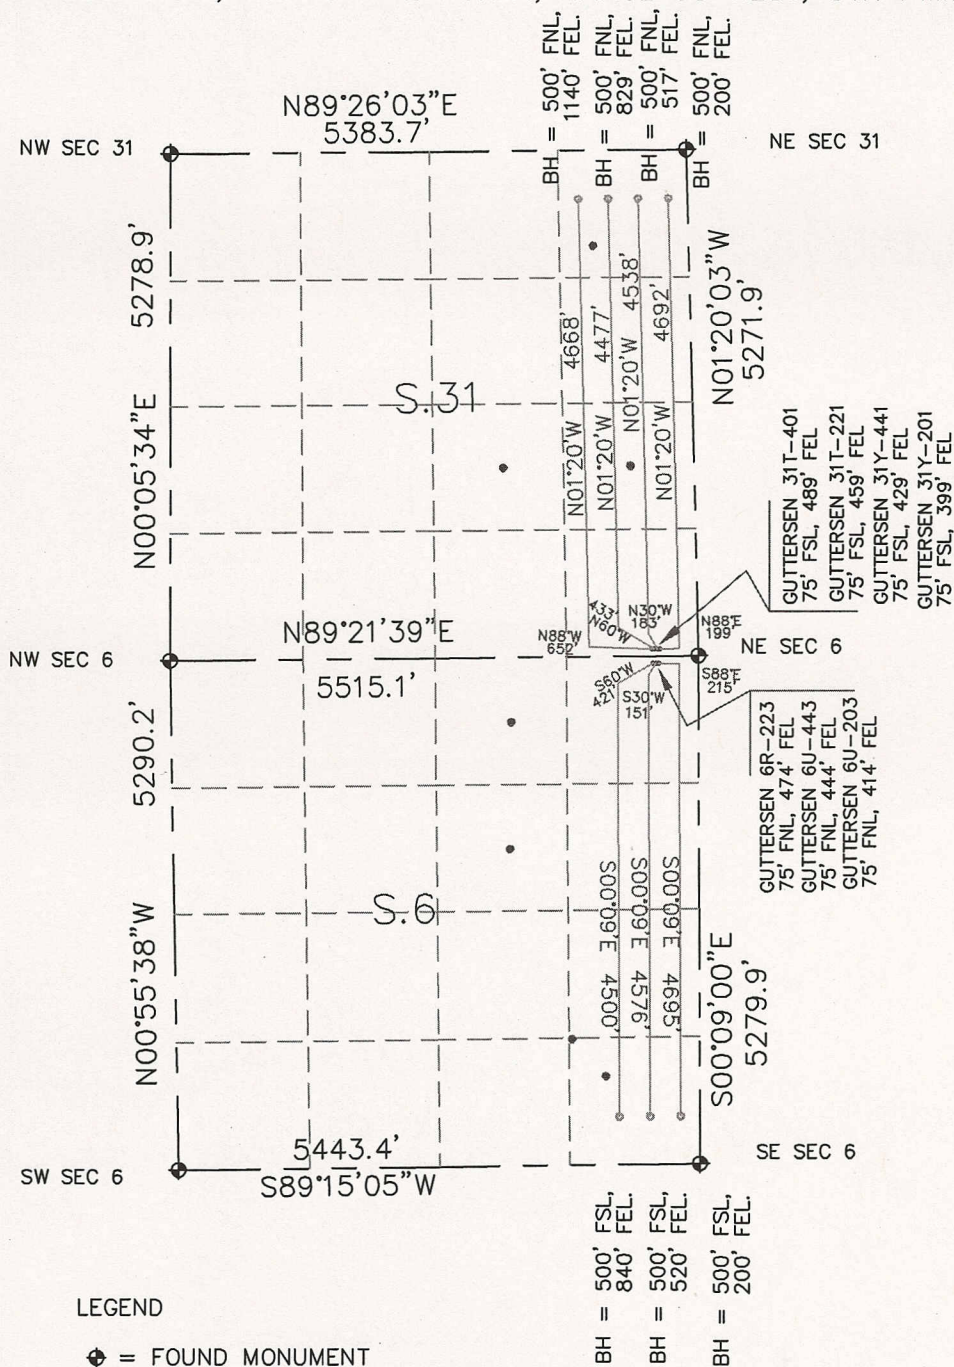 BH = 500' FNL,
1140' FEL.
BH = 500' FNL,
829' FEL.
BH = 500' FNL,
517' FEL.
BH = 500' FNL,
200' FEL.
N89°26'03"E
5383.7'
NW SEC 31
NE SEC 31
5278.9'
N00°05'34"E
N01°20'03"W
5271.9'
4668'
4477'
4538'
4692'
N01°20'W
N01°20'W
N01°20'W
N01°20'W
S.31
GUTTERSEN 31T-401
75' FSL, 489' FEL
GUTTERSEN 31T-221
75' FSL, 459' FEL
GUTTERSEN 31Y-441
75' FSL, 429' FEL
GUTTERSEN 31Y-201
75' FSL, 399' FEL
433'
N60°W
N30°W
183'
N88°E
199'
N88°W
652'
NW SEC 6
N89°21'39"E
5515.1'
NE SEC 6
S60°W
421'
S30°W
151'
S88°E
215'
GUTTERSEN 6R-223
75' FNL, 474' FEL
GUTTERSEN 6U-443
75' FNL, 444' FEL
GUTTERSEN 6U-203
75' FNL, 414' FEL
5290.2'
N00°55'38"W
S.6
S00°09'E 4500'
S00°09'E 4576'
S00°09'E 4695'
S00°09'00"E
5279.9'
SW SEC 6
5443.4'
S89°15'05"W
SE SEC 6
BH = 500' FSL,
840' FEL.
BH = 500' FSL,
520' FEL.
BH = 500' FSL,
200' FEL.
LEGEND
= FOUND MONUMENT